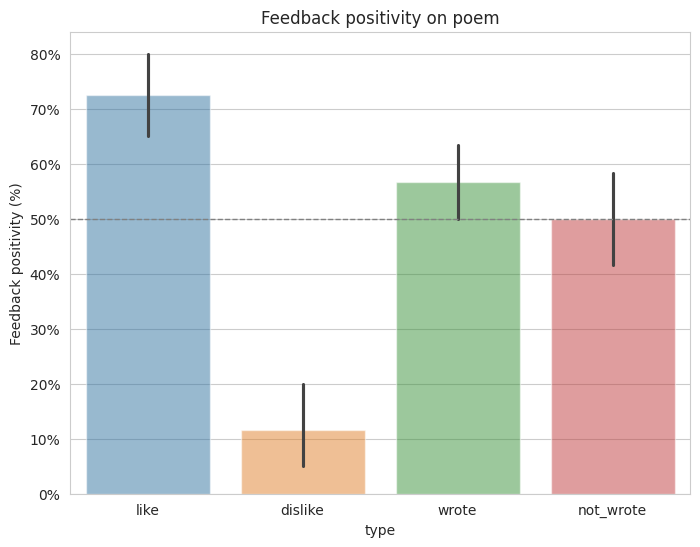 Feedback positivity on poem
80%
70%
60%
50%
40%
30%
20%
10%
0%
Feedback positivity (%)
like dislike wrote not_wrote
type